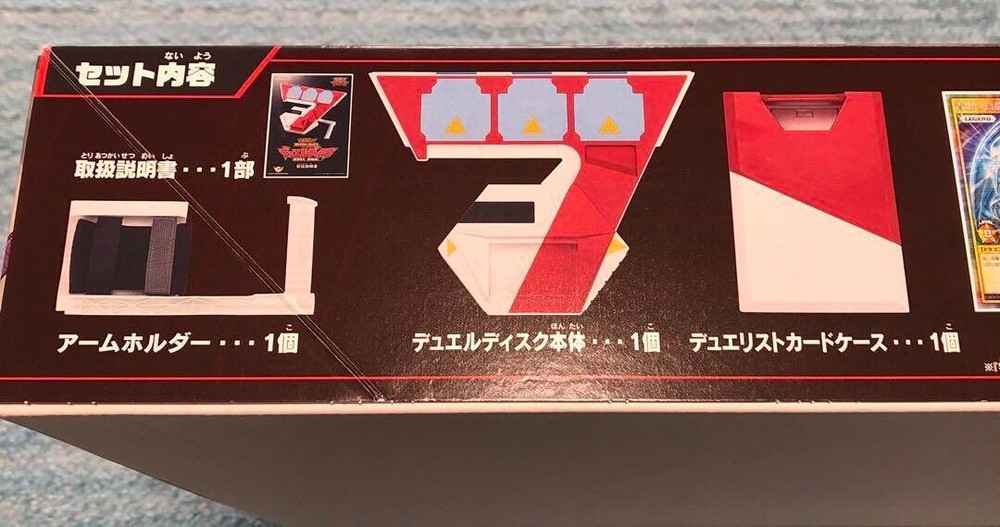 ないよう
セット内容
とりあつかいせつめいしょ ぶ
取扱説明書・・・1部
こ
アームホルダー・・・1個
ほんたい こ
デュエルディスク本体・・・1個
こ
デュエリストカードケース・・・1個
LEGEND